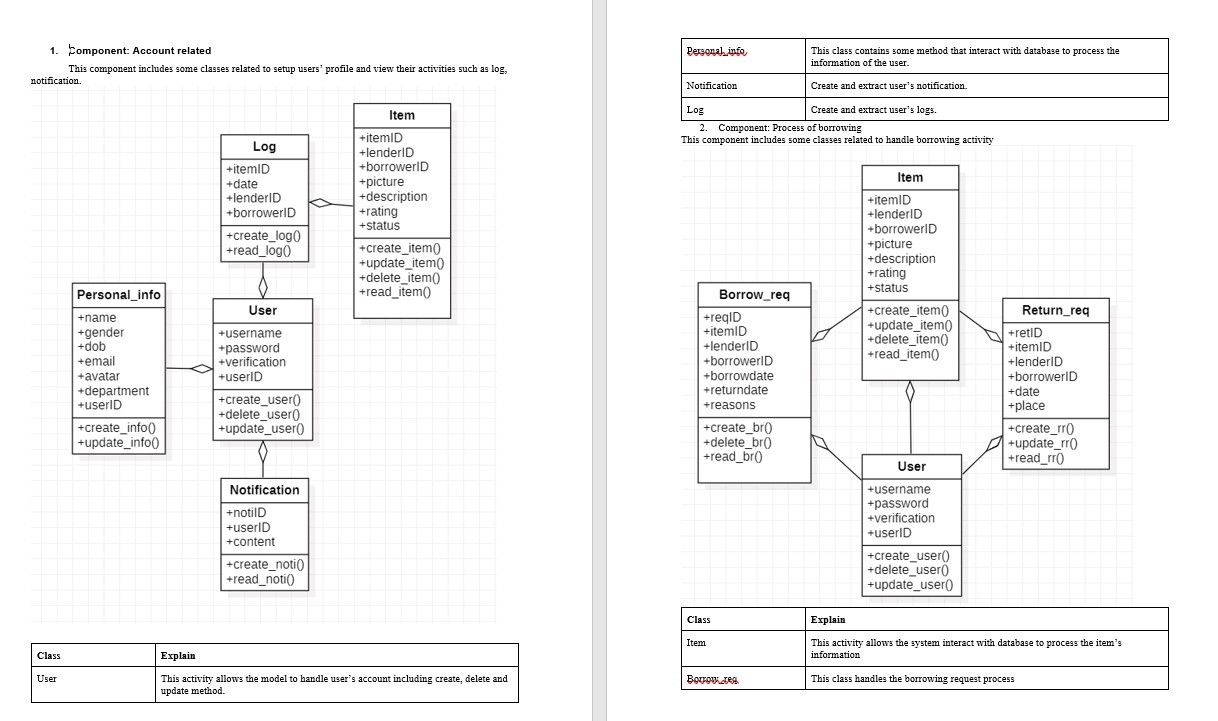 1. Component: Account related
This component includes some classes related to setup users' profile and view their activities such as log,
notification.
Item
+itemID
+lenderID
+borrowerID
+picture
+description
+rating
+status
+create_item()
+update_item()
+delete_item()
+read_item()
Log
+itemID
+date
+lenderID
+borrowerID
+create_log()
+read_log()
Personal_info
+name
+gender
+dob
+email
+avatar
+department
+userID
+create_info()
+update_info()
User
+username
+password
+verification
+userID
+create_user()
+delete_user()
+update_user()
Notification
+notiID
+userID
+content
+create_noti()
+read_noti()
Class Explain
User This activity allows the model to handle user's account including create, delete and
update method.
Personal_info This class contains some method that interact with database to process the
information of the user.
Notification Create and extract user's notification.
Log Create and extract user's logs.
2. Component: Process of borrowing
This component includes some classes related to handle borrowing activity
Item
+itemID
+lenderID
+borrowerID
+picture
+description
+rating
+status
+create_item()
+update_item()
+delete_item()
+read_item()
Borrow_req
+reqID
+itemID
+lenderID
+borrowerID
+borrowdate
+returndate
+reasons
+create_br()
+delete_br()
+read_br()
Return_req
+retID
+itemID
+lenderID
+borrowerID
+date
+place
+create_rr()
+update_rr()
+read_rr()
User
+username
+password
+verification
+userID
+create_user()
+delete_user()
+update_user()
Class Explain
Item This activity allows the system interact with database to process the item's
information
Borrow_req This class handles the borrowing request process